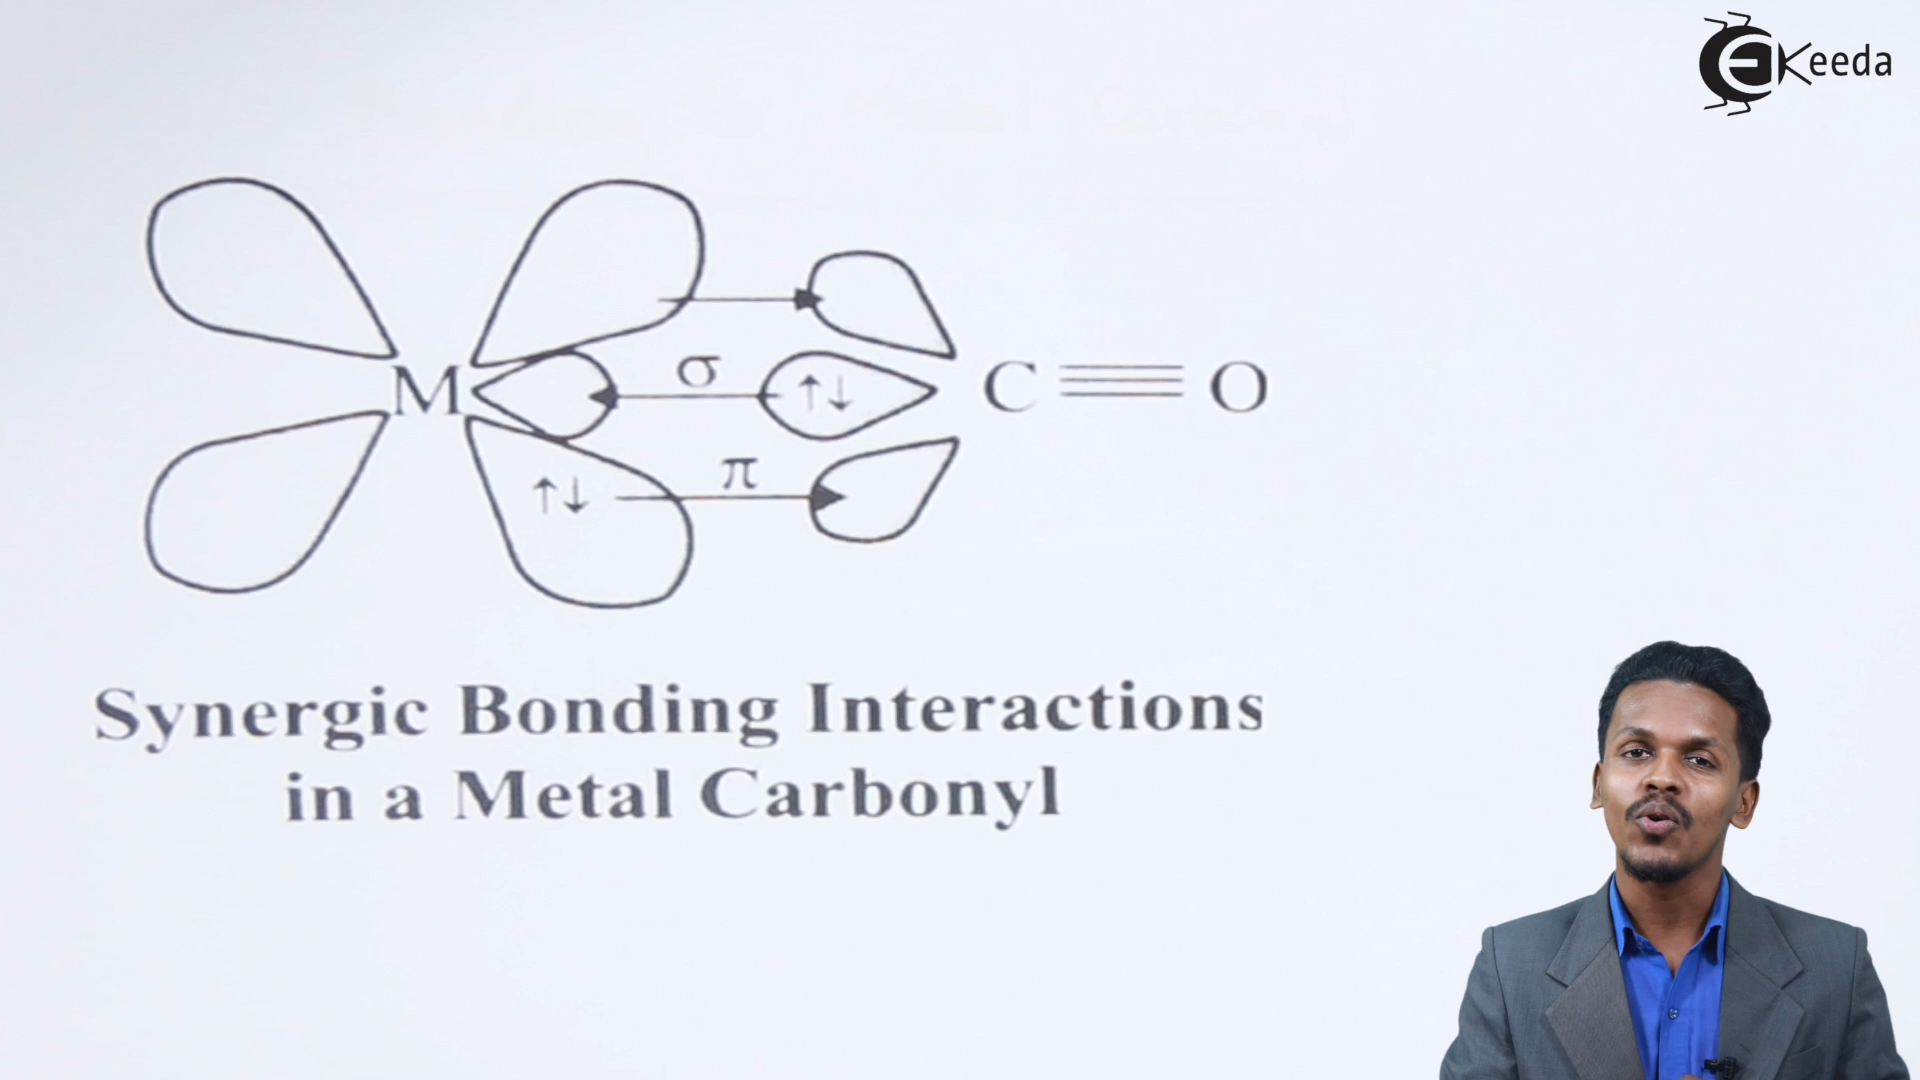 Keeda
↑↓
σ
M
C≡O
π
↑↓
Synergic Bonding Interactions
in a Metal Carbonyl